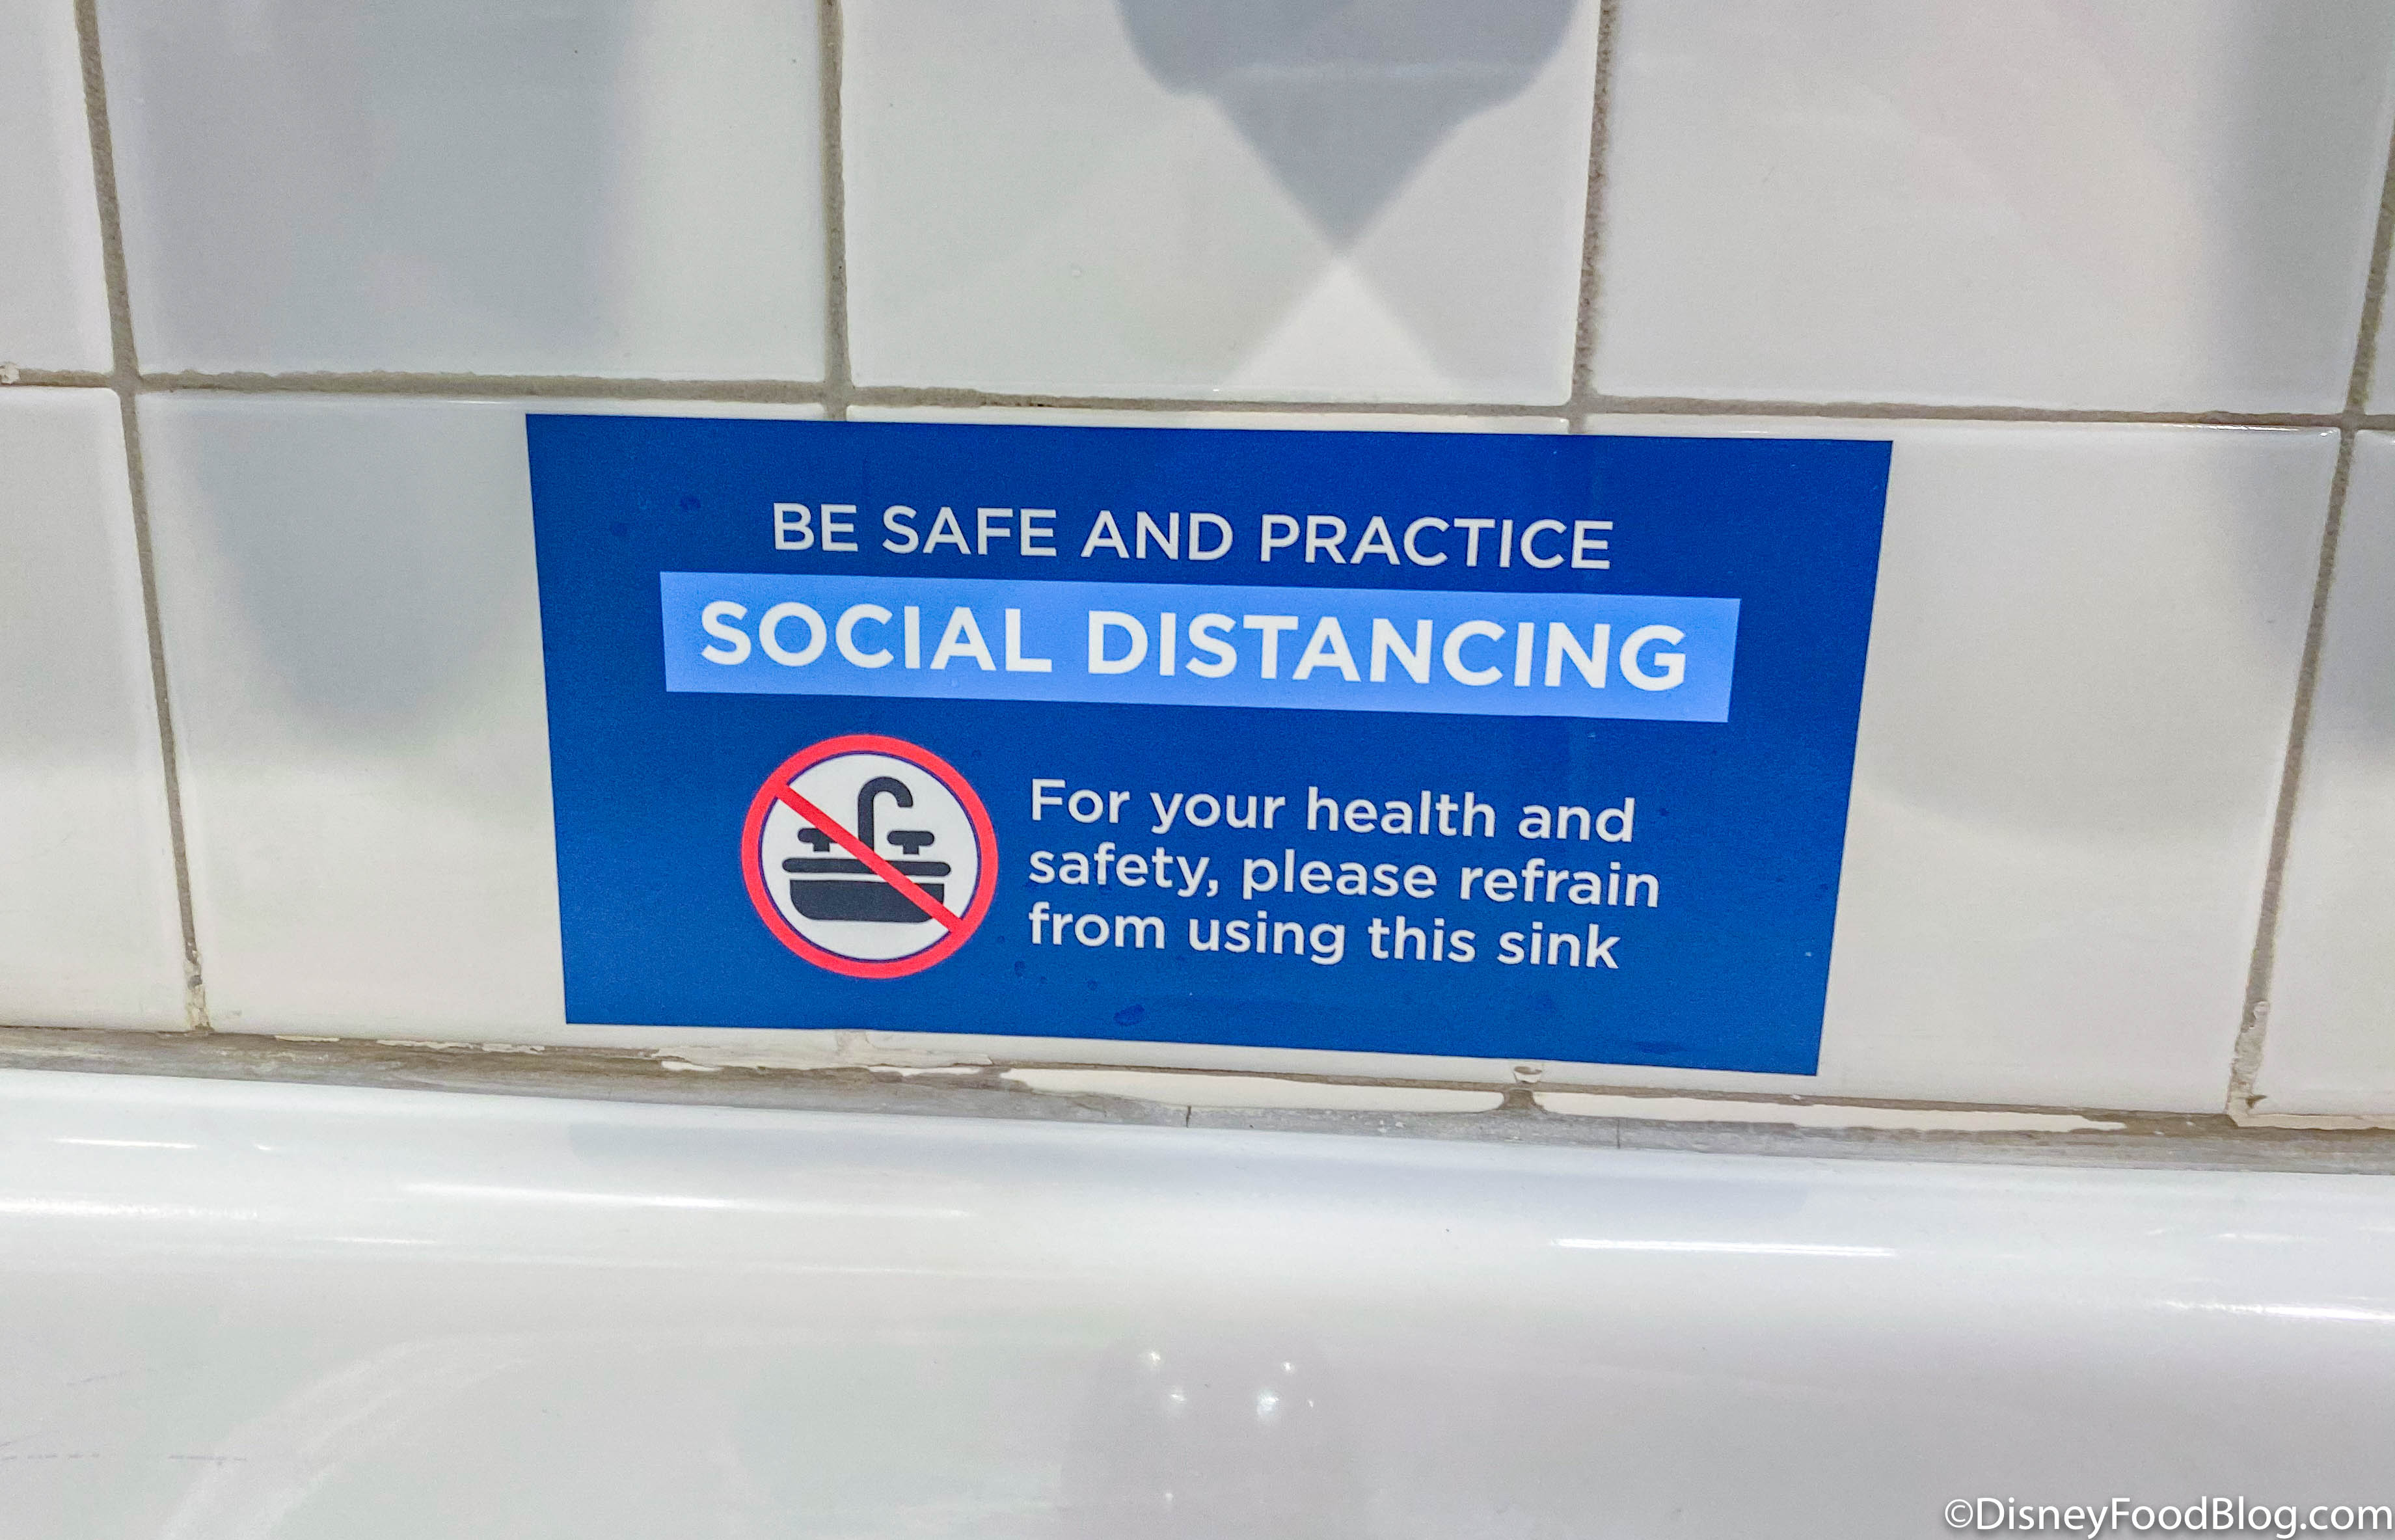 BE SAFE AND PRACTICE
SOCIAL DISTANCING
For your health and
safety, please refrain
from using this sink
©DisneyFoodBlog.com